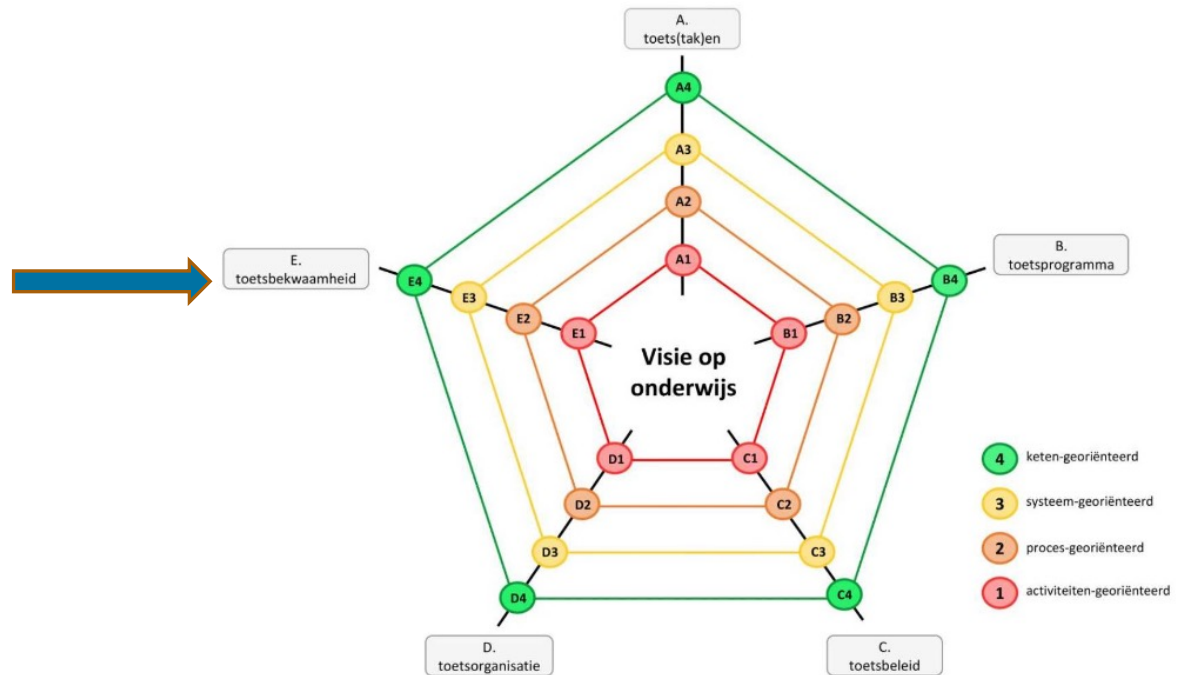 A.
toets(tak)en
A4
A3
A2
A1
E.
toetsbekwaamheid
B.
toetsprogramma
E4
E3
E2
E1
B4
B3
B2
B1
Visie op
onderwijs
D1
C1
D2
C2
D3
C3
D4
C4
4 keten-georiënteerd
3 systeem-georiënteerd
2 proces-georiënteerd
1 activiteiten-georiënteerd
D.
toetsorganisatie
C.
toetsbeleid